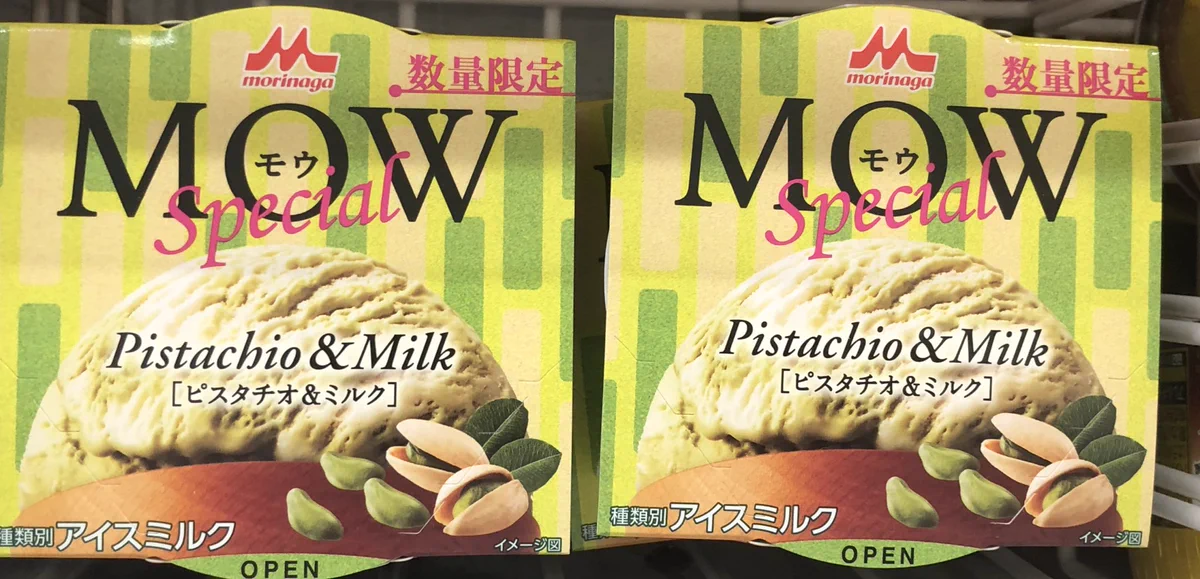 morinaga
数量限定
MOW
モウ
Special
Pistachio & Milk
[ピスタチオ&ミルク]
種類別 アイスミルク
イメージ図
OPEN
morinaga
数量限定
MOW
モウ
Special
Pistachio & Milk
[ピスタチオ&ミルク]
種類別 アイスミルク
イメージ図
OPEN